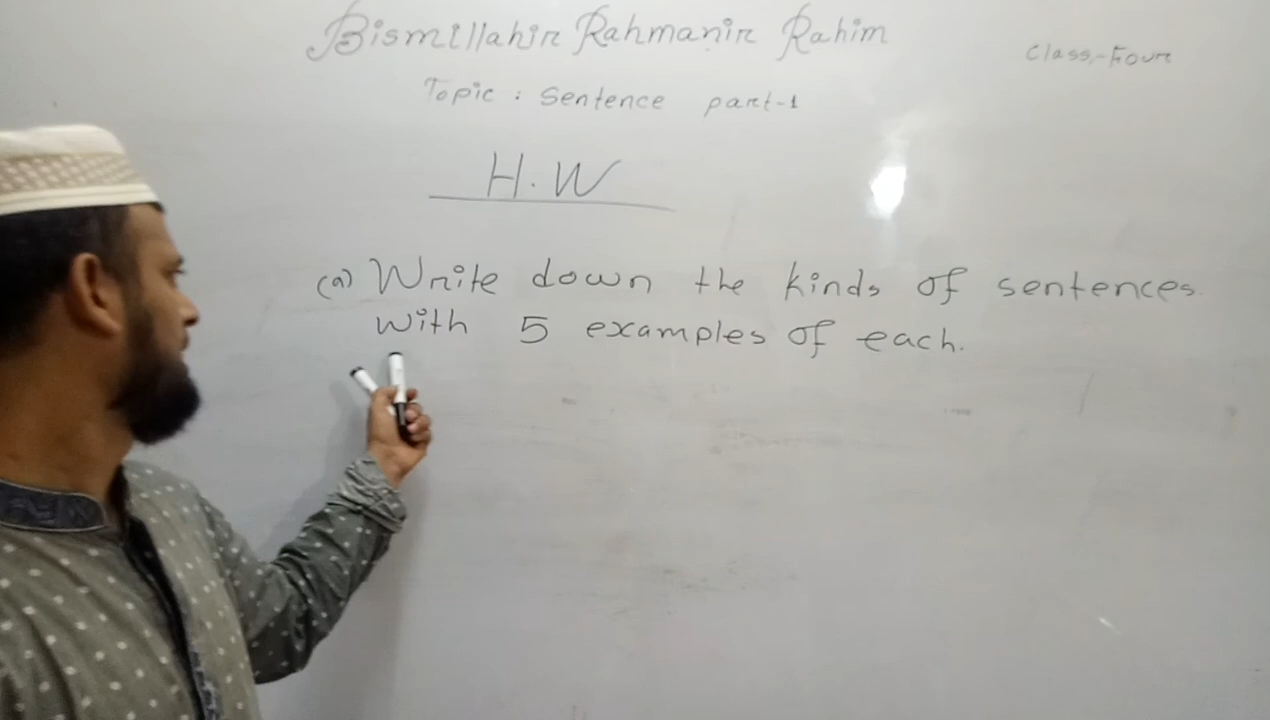 Bismillahir Rahmanir Rahim
Class-Four
Topic : Sentence part-1
H.W
(a) Write down the kinds of sentences.
With 5 examples of each.